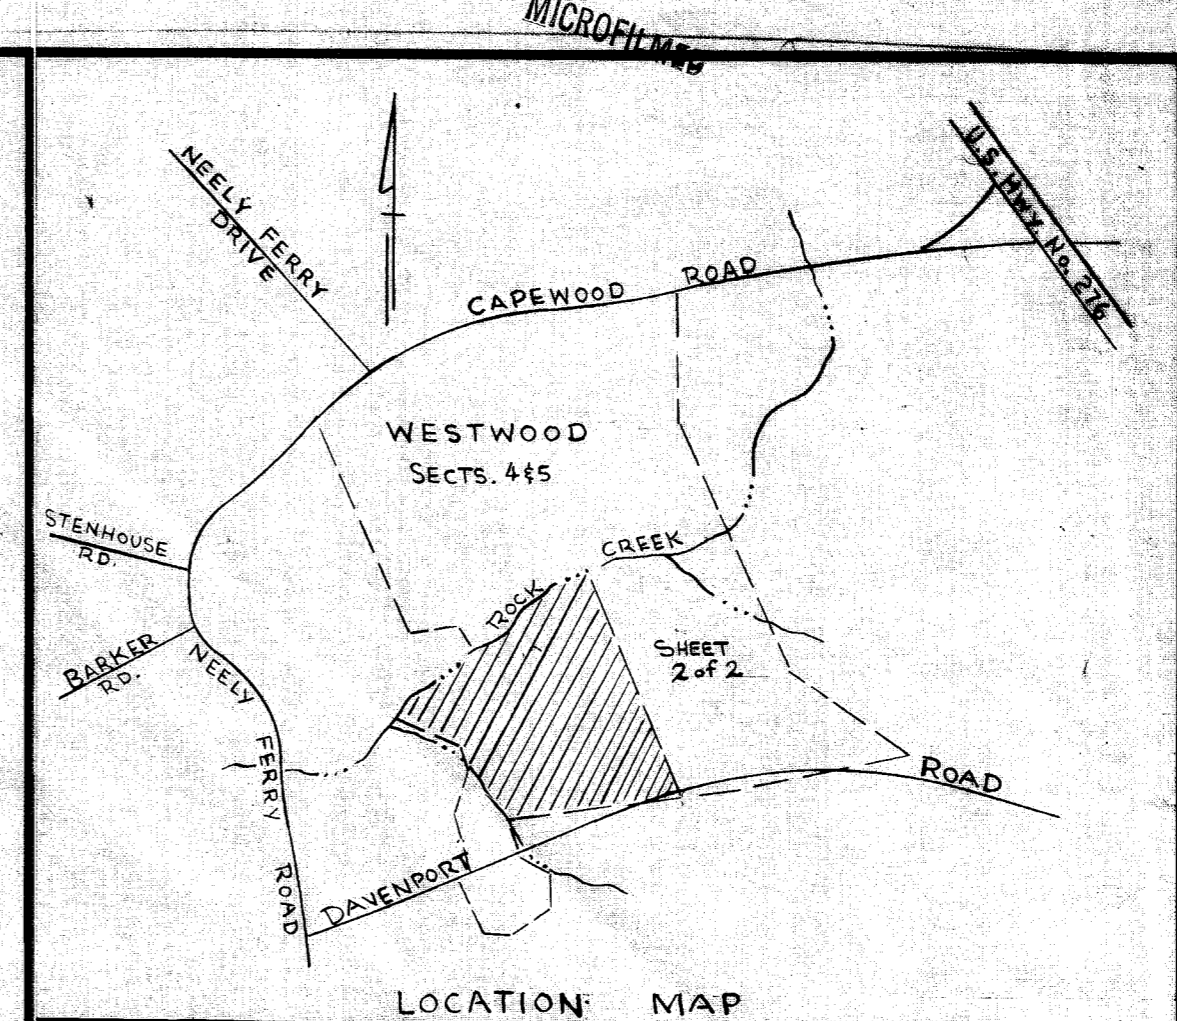 MICROFILMED
NEELY FERRY
DRIVE
U.S. HWY. No. 276
CAPEWOOD ROAD
WESTWOOD
SECTS. 4&5
STENHOUSE
RD.
CREEK
ROCK
BARKER
RD.
NEELY FERRY ROAD
SHEET
2 of 2
ROAD
DAVENPORT
LOCATION MAP